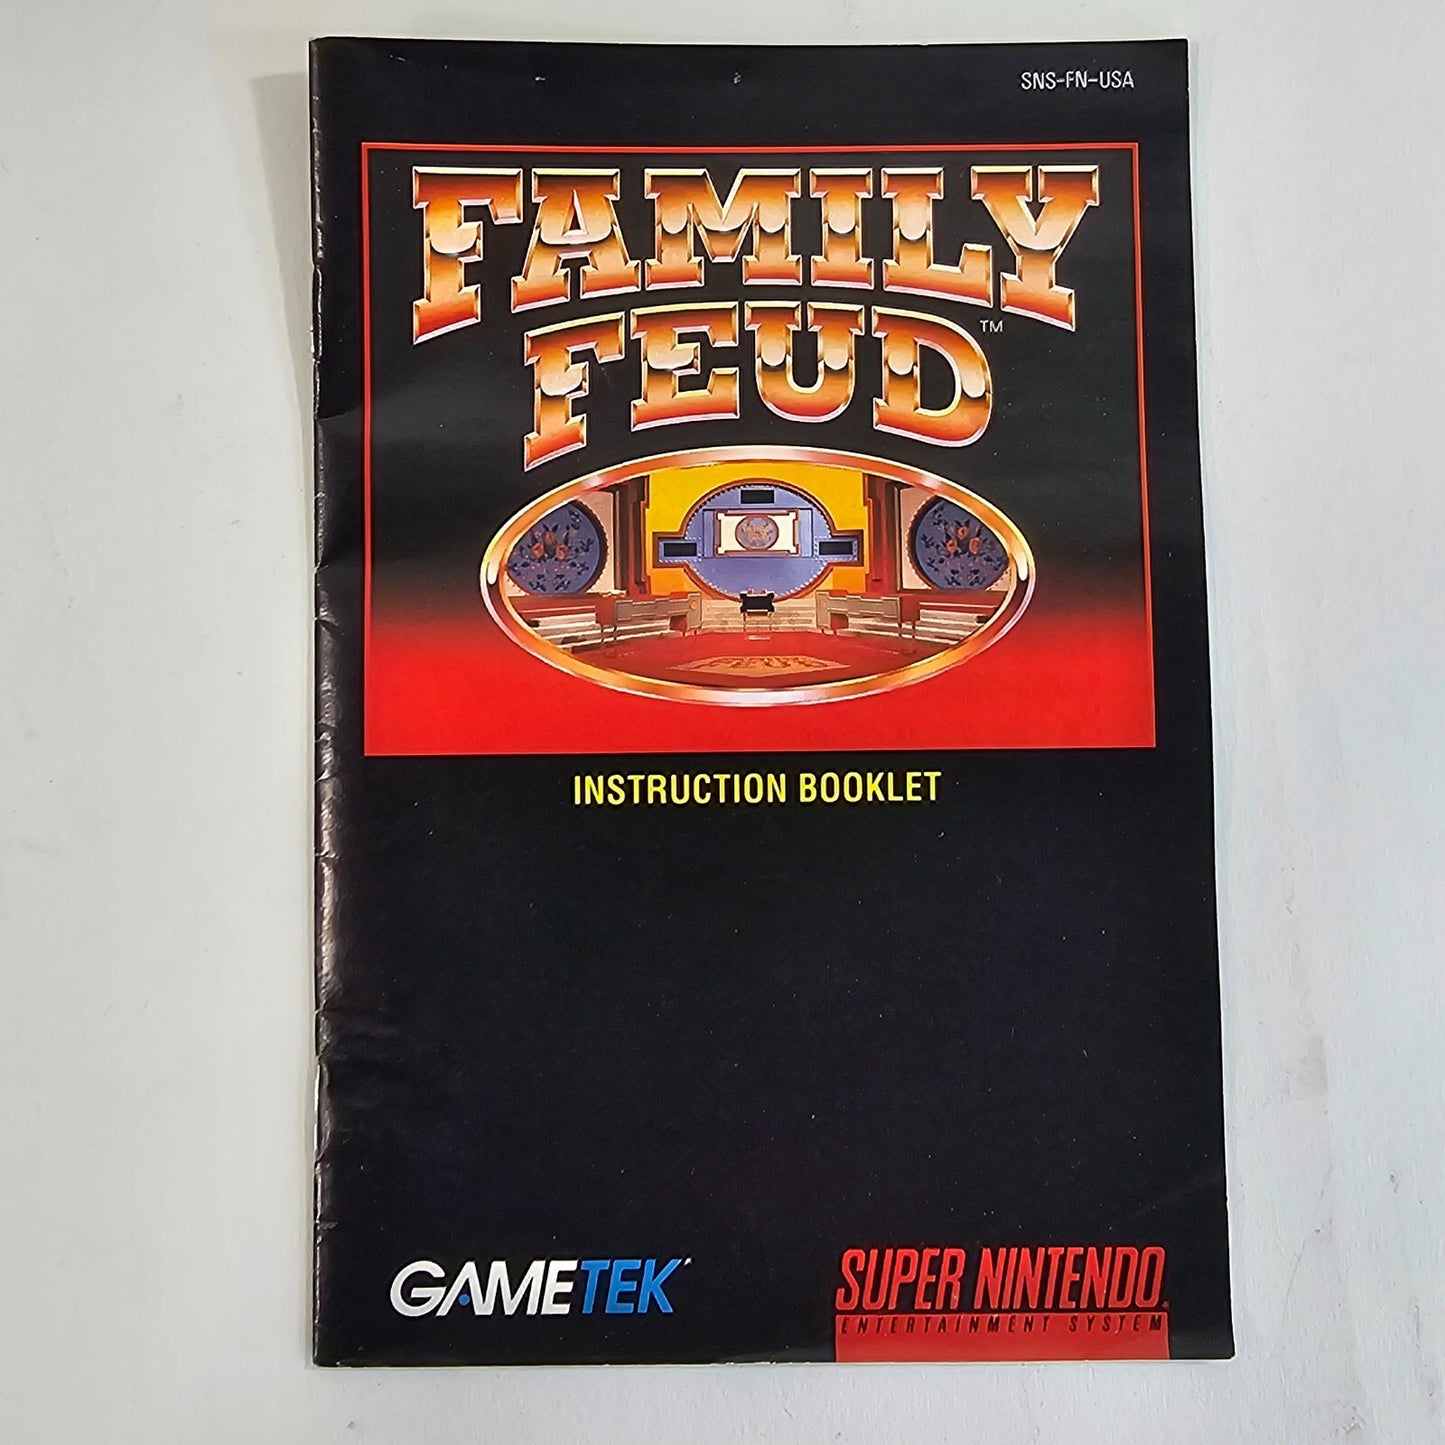 SNS-FN-USA
FAMILY
FEUD™
INSTRUCTION BOOKLET
GAMETEK
SUPER NINTENDO
ENTERTAINMENT SYSTEM